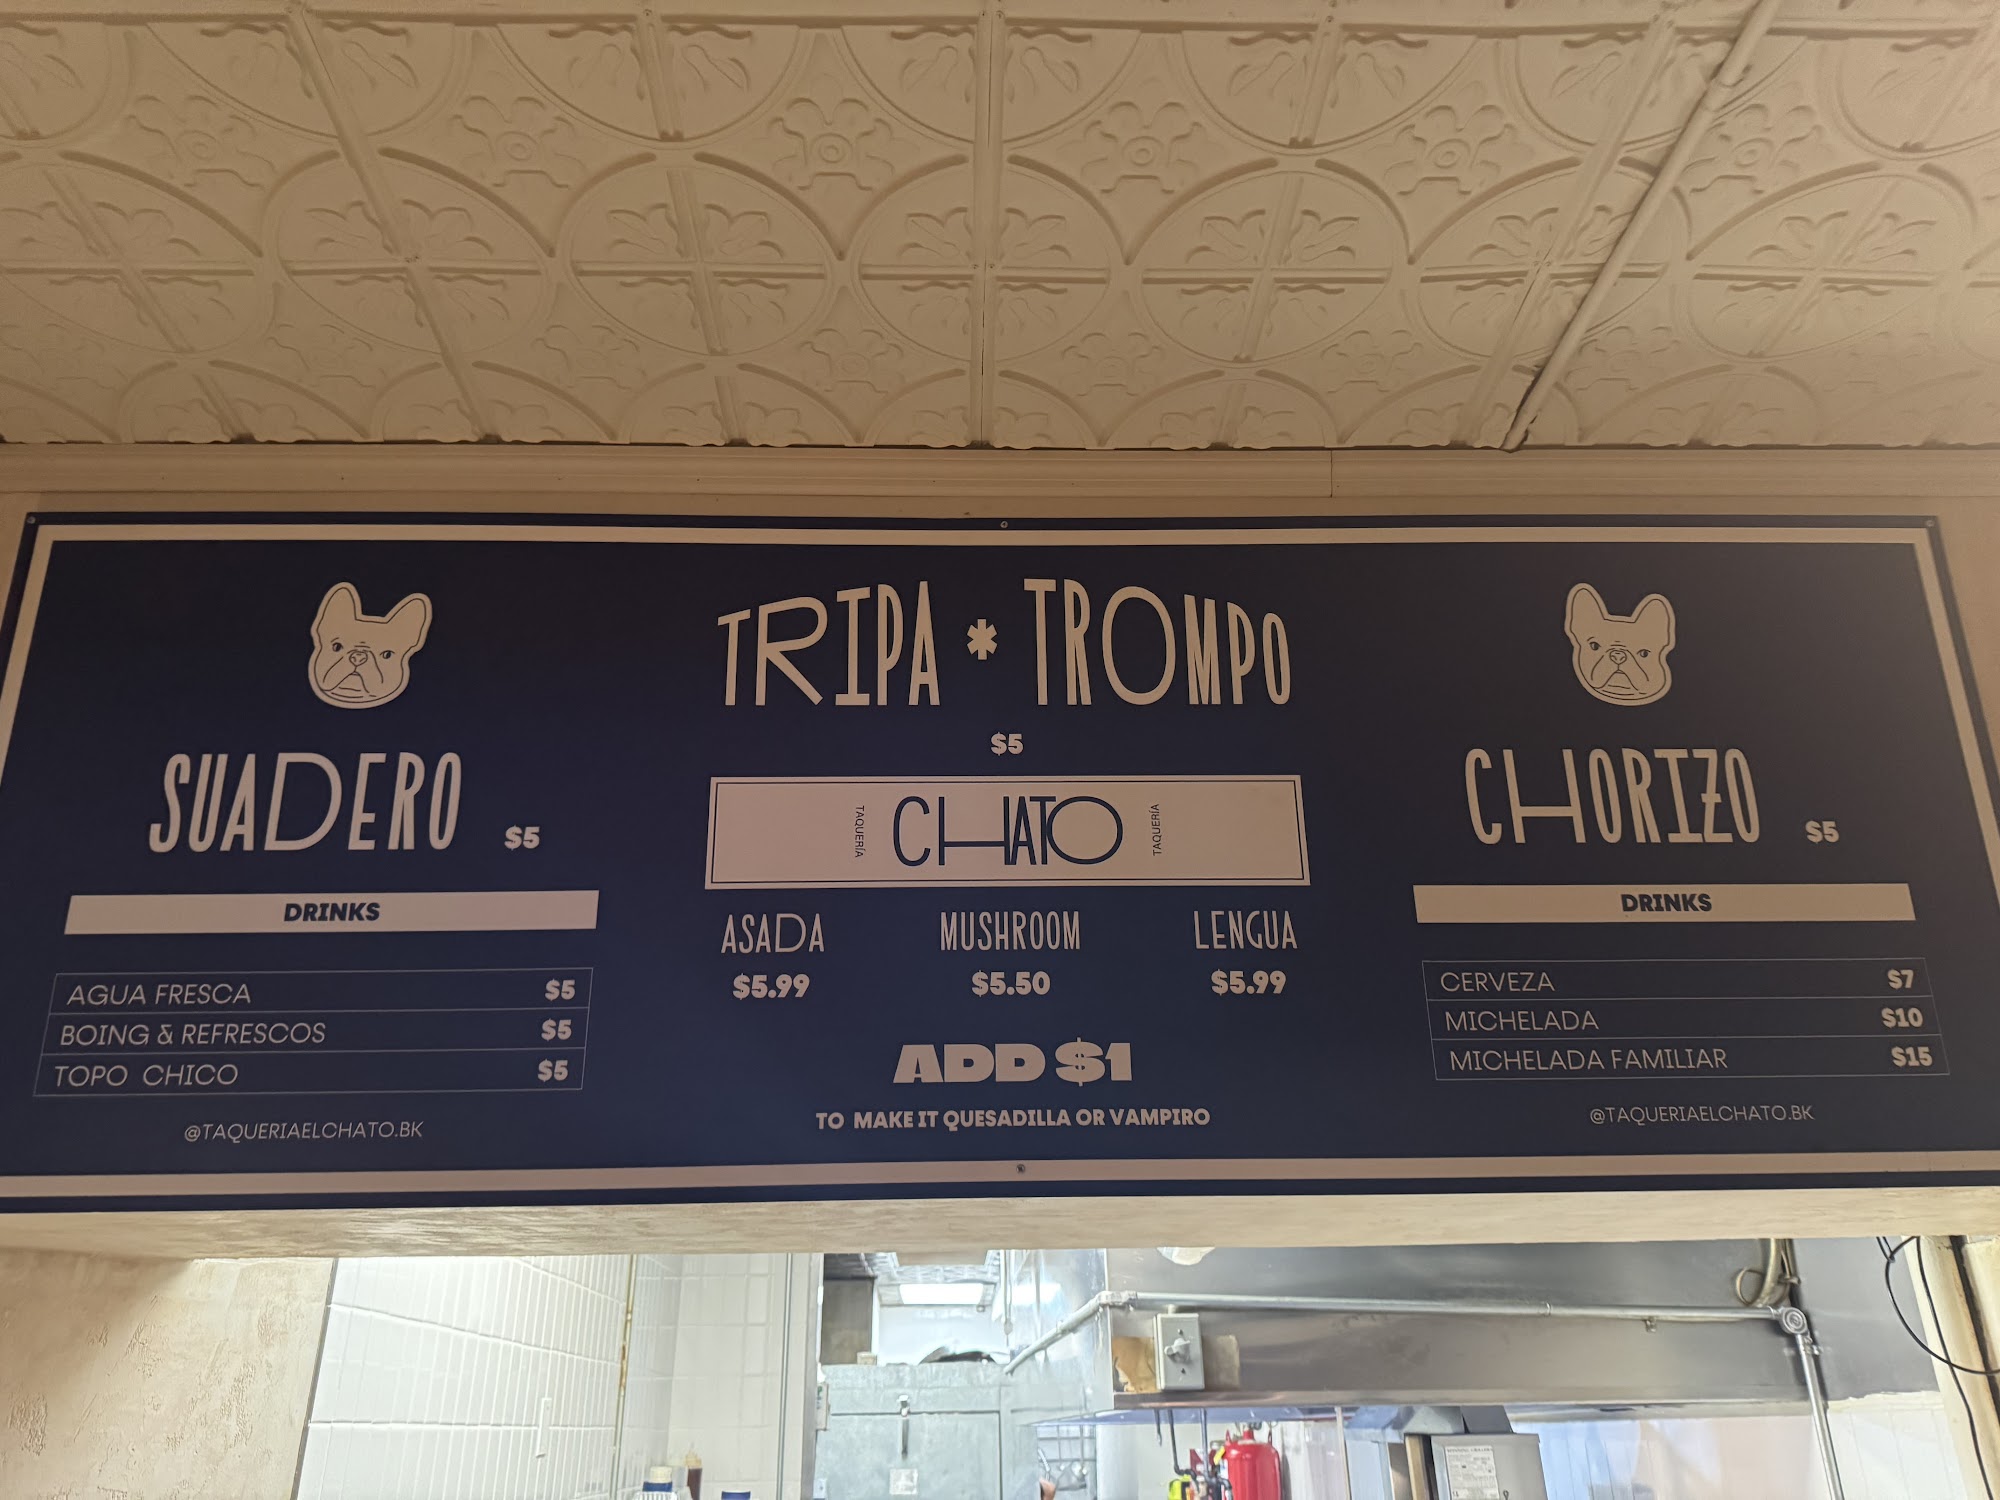 SUADERO $5
DRINKS
AGUA FRESCA $5
BOING & REFRESCOS $5
TOPO CHICO $5
@TAQUERIAELCHATO.BK
TRIPA * TROMPO
$5
TAQUERÍA CHATO TAQUERÍA
ASADA MUSHROOM LENGUA
$5.99 $5.50 $5.99
ADD $1
TO MAKE IT QUESADILLA OR VAMPIRO
CHORIZO $5
DRINKS
CERVEZA $7
MICHELADA $10
MICHELADA FAMILIAR $15
@TAQUERIAELCHATO.BK